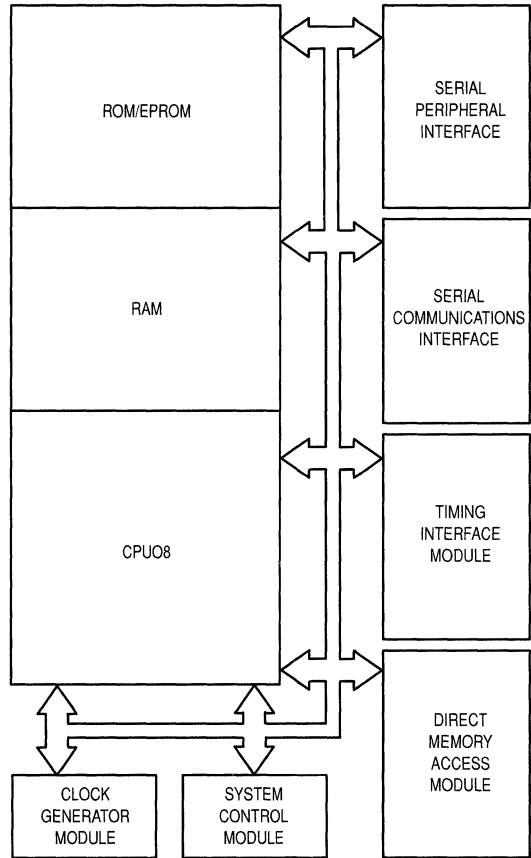 ROM/EPROM
RAM
CPU08
SERIAL
PERIPHERAL
INTERFACE
SERIAL
COMMUNICATIONS
INTERFACE
TIMING
INTERFACE
MODULE
DIRECT
MEMORY
ACCESS
MODULE
CLOCK
GENERATOR
MODULE
SYSTEM
CONTROL
MODULE